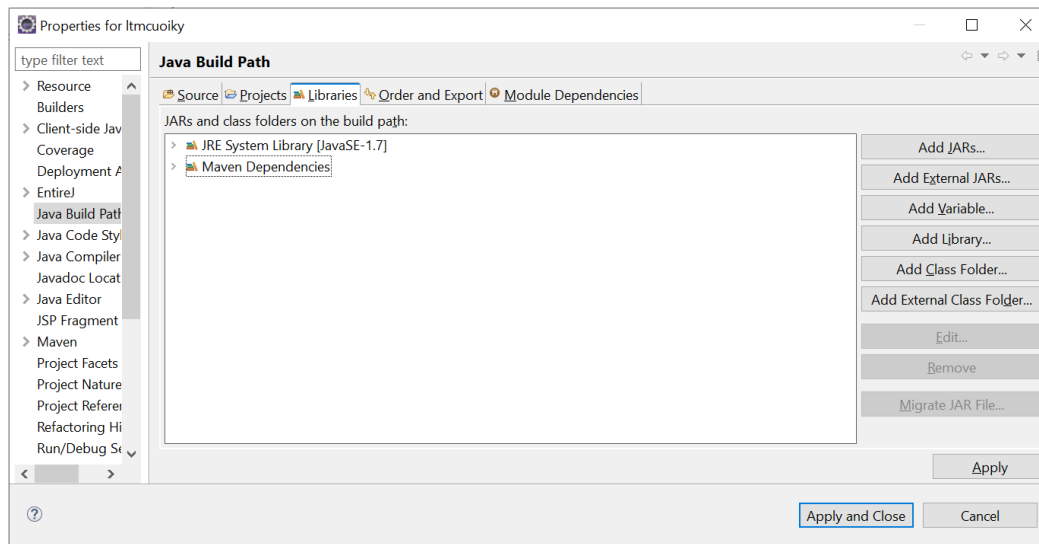 Properties for ltmcuoiky
type filter text
Resource
Builders
Client-side Jav
Coverage
Deployment A
EntireJ
Java Build Path
Java Code Styl
Java Compiler
Javadoc Locat
Java Editor
JSP Fragment
Maven
Project Facets
Project Nature
Project Referen
Refactoring Hi
Run/Debug Se
Java Build Path
Source Projects Libraries Order and Export Module Dependencies
JARs and class folders on the build path:
JRE System Library [JavaSE-1.7]
Maven Dependencies
Add JARs...
Add External JARs...
Add Variable...
Add Library...
Add Class Folder...
Add External Class Folder...
Edit...
Remove
Migrate JAR File...
Apply
?
Apply and Close Cancel